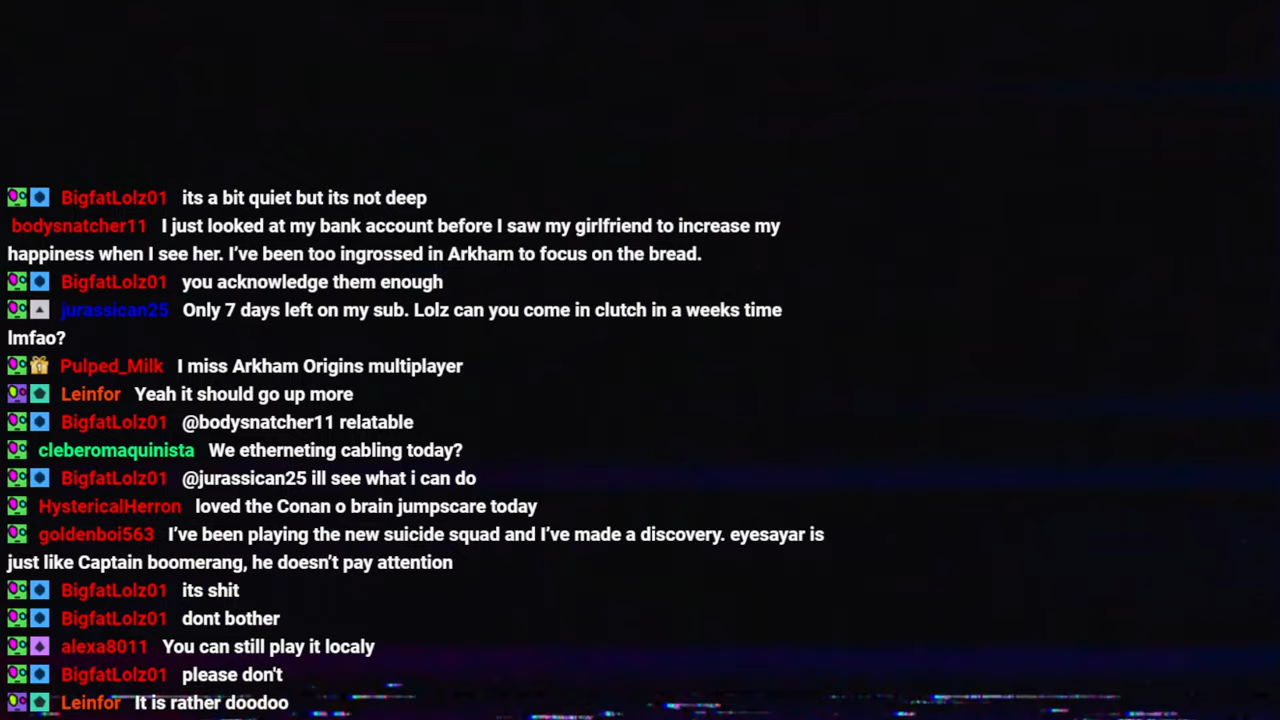 BigfatLolz01 its a bit quiet but its not deep
bodysnatcher11 I just looked at my bank account before I saw my girlfriend to increase my
happiness when I see her. I’ve been too ingrossed in Arkham to focus on the bread.
BigfatLolz01 you acknowledge them enough
jurassican25 Only 7 days left on my sub. Lolz can you come in clutch in a weeks time
lmfao?
Pulped_Milk I miss Arkham Origins multiplayer
Leinfor Yeah it should go up more
BigfatLolz01 @bodysnatcher11 relatable
cleberomaquinista We etherneting cabling today?
BigfatLolz01 @jurassican25 ill see what i can do
HystericalHerron loved the Conan o brain jumpscare today
goldenboi563 I’ve been playing the new suicide squad and I’ve made a discovery. eyesayar is
just like Captain boomerang, he doesn’t pay attention
BigfatLolz01 its shit
BigfatLolz01 dont bother
alexa8011 You can still play it localy
BigfatLolz01 please don't
Leinfor It is rather doodoo